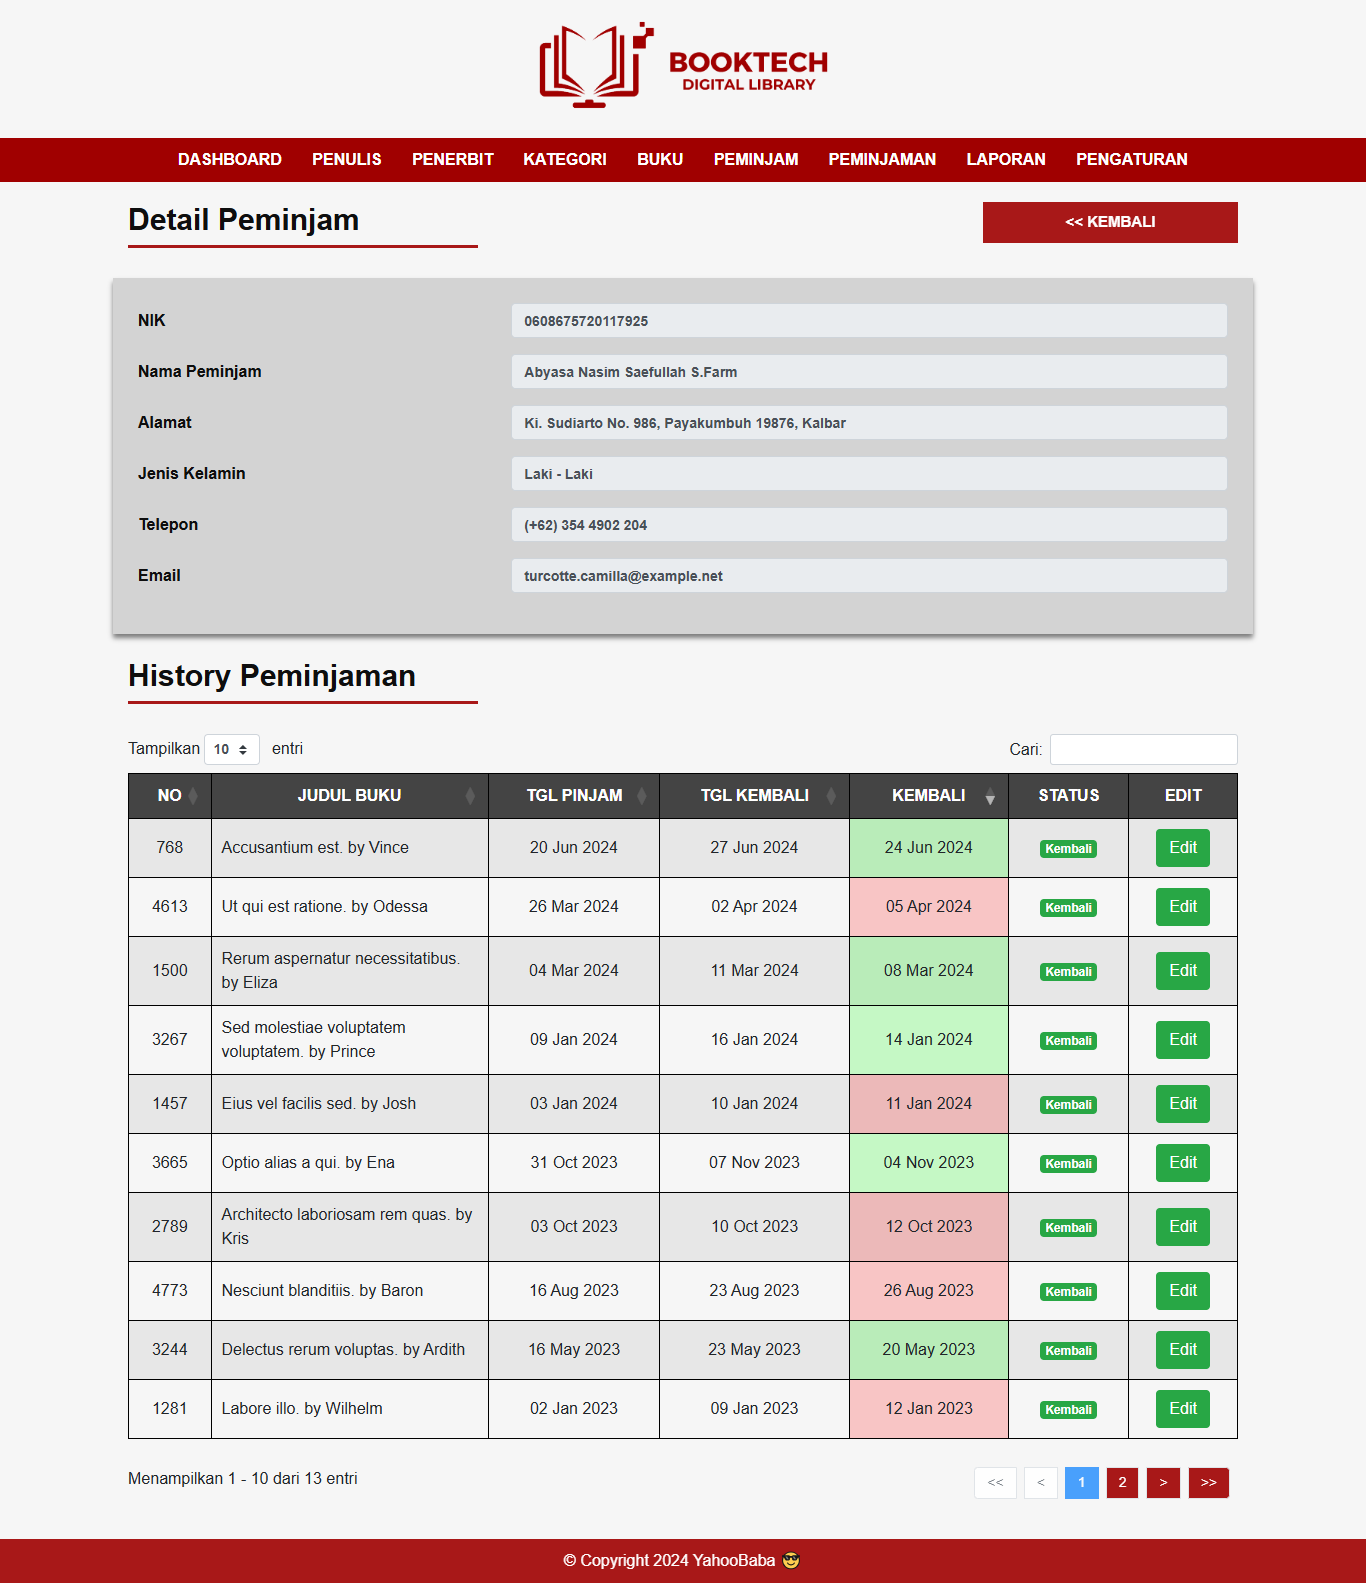 BOOKTECH
DIGITAL LIBRARY
DASHBOARD PENULIS PENERBIT KATEGORI BUKU PEMINJAM PEMINJAMAN LAPORAN PENGATURAN
Detail Peminjam
<< KEMBALI
NIK 0608675720117925
Nama Peminjam Abyasa Nasim Saefullah S.Farm
Alamat Ki. Sudiarto No. 986, Payakumbuh 19876, Kalbar
Jenis Kelamin Laki - Laki
Telepon (+62) 354 4902 204
Email turcotte.camilla@example.net
History Peminjaman
Tampilkan 10 entri Cari:
NO JUDUL BUKU TGL PINJAM TGL KEMBALI KEMBALI STATUS EDIT
768 Accusantium est. by Vince 20 Jun 2024 27 Jun 2024 24 Jun 2024 Kembali Edit
4613 Ut qui est ratione. by Odessa 26 Mar 2024 02 Apr 2024 05 Apr 2024 Kembali Edit
1500 Rerum aspernatur necessitatibus. by Eliza 04 Mar 2024 11 Mar 2024 08 Mar 2024 Kembali Edit
3267 Sed molestiae voluptatem voluptatem. by Prince 09 Jan 2024 16 Jan 2024 14 Jan 2024 Kembali Edit
1457 Eius vel facilis sed. by Josh 03 Jan 2024 10 Jan 2024 11 Jan 2024 Kembali Edit
3665 Optio alias a qui. by Ena 31 Oct 2023 07 Nov 2023 04 Nov 2023 Kembali Edit
2789 Architecto laboriosam rem quas. by Kris 03 Oct 2023 10 Oct 2023 12 Oct 2023 Kembali Edit
4773 Nesciunt blanditiis. by Baron 16 Aug 2023 23 Aug 2023 26 Aug 2023 Kembali Edit
3244 Delectus rerum voluptas. by Ardith 16 May 2023 23 May 2023 20 May 2023 Kembali Edit
1281 Labore illo. by Wilhelm 02 Jan 2023 09 Jan 2023 12 Jan 2023 Kembali Edit
Menampilkan 1 - 10 dari 13 entri << < 1 2 > >>
© Copyright 2024 YahooBaba 😎